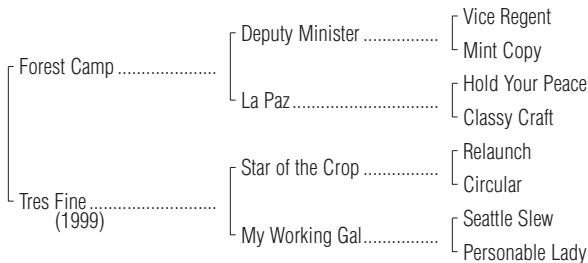 Vice Regent
Deputy Minister ..................
Mint Copy
Forest Camp .......................
Hold Your Peace
La Paz...................................
Classy Craft
Relaunch
Star of the Crop ..................
Circular
Tres Fine..............................
(1999)
Seattle Slew
My Working Gal..................
Personable Lady